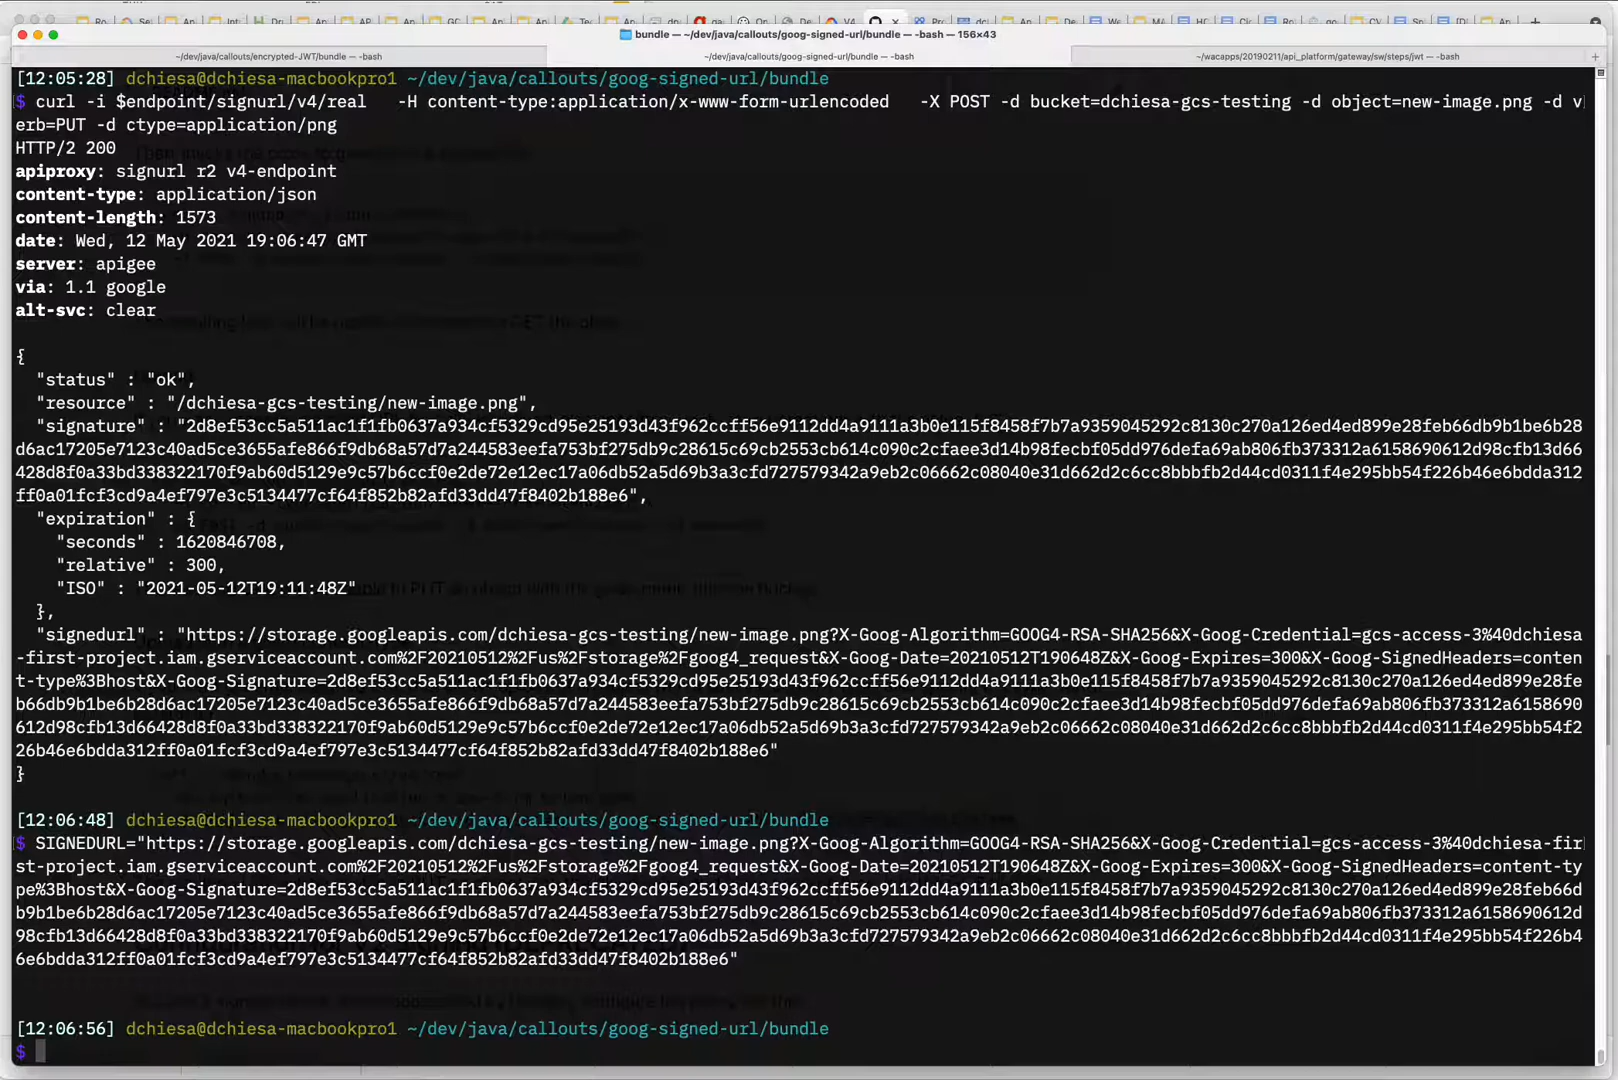 bundle — ~/dev/java/callouts/goog-signed-url/bundle — -bash — 156×43
~/dev/java/callouts/encrypted-JWT/bundle — -bash
~/dev/java/callouts/goog-signed-url/bundle — -bash
~/wacapps/20190211/api_platform/gateway/sw/steps/jwt — -bash
[12:05:28] dchiesa@dchiesa-macbookpro1 ~/dev/java/callouts/goog-signed-url/bundle
$ curl -i $endpoint/signurl/v4/real   -H content-type:application/x-www-form-urlencoded   -X POST -d bucket=dchiesa-gcs-testing -d object=new-image.png -d v
erb=PUT -d ctype=application/png
HTTP/2 200
apiproxy: signurl r2 v4-endpoint
content-type: application/json
content-length: 1573
date: Wed, 12 May 2021 19:06:47 GMT
server: apigee
via: 1.1 google
alt-svc: clear
{
"status" : "ok",
"resource" : "/dchiesa-gcs-testing/new-image.png",
"signature" : "2d8ef53cc5a511ac1f1fb0637a934cf5329cd95e25193d43f962ccff56e9112dd4a9111a3b0e115f8458f7b7a9359045292c8130c270a126ed4ed899e28feb66db9b1be6b28
d6ac17205e7123c40ad5ce3655afe866f9db68a57d7a244583eefa753bf275db9c28615c69cb2553cb614c090c2cfaee3d14b98fecbf05dd976defa69ab806fb373312a6158690612d98cfb13d66
428d8f0a33bd338322170f9ab60d5129e9c57b6ccf0e2de72e12ec17a06db52a5d69b3a3cfd727579342a9eb2c06662c08040e31d662d2c6cc8bbbfb2d44cd0311f4e295bb54f226b46e6bdda312
ff0a01fcf3cd9a4ef797e3c5134477cf64f852b82afd33dd47f8402b188e6",
"expiration" : {
"seconds" : 1620846708,
"relative" : 300,
"ISO" : "2021-05-12T19:11:48Z"
},
"signedurl" : "https://storage.googleapis.com/dchiesa-gcs-testing/new-image.png?X-Goog-Algorithm=GOOG4-RSA-SHA256&X-Goog-Credential=gcs-access-3%40dchiesa
-first-project.iam.gserviceaccount.com%2F20210512%2Fus%2Fstorage%2Fgoog4_request&X-Goog-Date=20210512T190648Z&X-Goog-Expires=300&X-Goog-SignedHeaders=conten
t-type%3Bhost&X-Goog-Signature=2d8ef53cc5a511ac1f1fb0637a934cf5329cd95e25193d43f962ccff56e9112dd4a9111a3b0e115f8458f7b7a9359045292c8130c270a126ed4ed899e28fe
b66db9b1be6b28d6ac17205e7123c40ad5ce3655afe866f9db68a57d7a244583eefa753bf275db9c28615c69cb2553cb614c090c2cfaee3d14b98fecbf05dd976defa69ab806fb373312a6158690
612d98cfb13d66428d8f0a33bd338322170f9ab60d5129e9c57b6ccf0e2de72e12ec17a06db52a5d69b3a3cfd727579342a9eb2c06662c08040e31d662d2c6cc8bbbfb2d44cd0311f4e295bb54f2
26b46e6bdda312ff0a01fcf3cd9a4ef797e3c5134477cf64f852b82afd33dd47f8402b188e6"
}
[12:06:48] dchiesa@dchiesa-macbookpro1 ~/dev/java/callouts/goog-signed-url/bundle
$ SIGNEDURL="https://storage.googleapis.com/dchiesa-gcs-testing/new-image.png?X-Goog-Algorithm=GOOG4-RSA-SHA256&X-Goog-Credential=gcs-access-3%40dchiesa-fir
st-project.iam.gserviceaccount.com%2F20210512%2Fus%2Fstorage%2Fgoog4_request&X-Goog-Date=20210512T190648Z&X-Goog-Expires=300&X-Goog-SignedHeaders=content-ty
pe%3Bhost&X-Goog-Signature=2d8ef53cc5a511ac1f1fb0637a934cf5329cd95e25193d43f962ccff56e9112dd4a9111a3b0e115f8458f7b7a9359045292c8130c270a126ed4ed899e28feb66d
b9b1be6b28d6ac17205e7123c40ad5ce3655afe866f9db68a57d7a244583eefa753bf275db9c28615c69cb2553cb614c090c2cfaee3d14b98fecbf05dd976defa69ab806fb373312a6158690612d
98cfb13d66428d8f0a33bd338322170f9ab60d5129e9c57b6ccf0e2de72e12ec17a06db52a5d69b3a3cfd727579342a9eb2c06662c08040e31d662d2c6cc8bbbfb2d44cd0311f4e295bb54f226b4
6e6bdda312ff0a01fcf3cd9a4ef797e3c5134477cf64f852b82afd33dd47f8402b188e6"
[12:06:56] dchiesa@dchiesa-macbookpro1 ~/dev/java/callouts/goog-signed-url/bundle
$